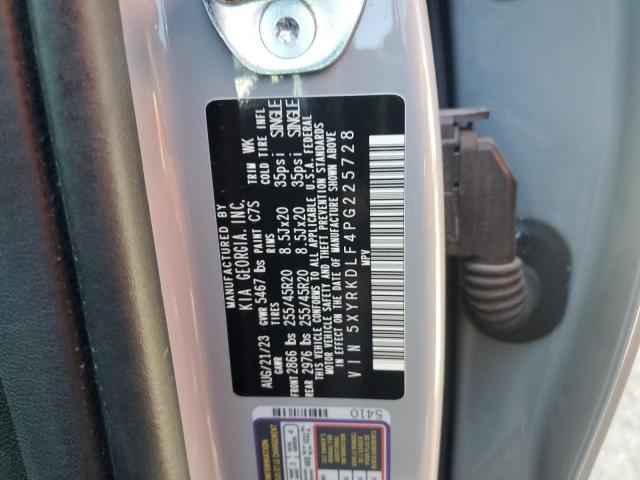 MANUFACTURED BY
KIA GEORGIA, INC.
AUG/21/23 GVWR 5467 lbs PAINT C7S TRIM WK
GAWR TIRES RIMS COLD TIRE INFL
FRONT 2866 lbs 255/45R20 8.5Jx20 35psi SINGLE
REAR 2976 lbs 255/45R20 8.5Jx20 35psi SINGLE
THIS VEHICLE CONFORMS TO ALL APPLICABLE U.S.A. FEDERAL
MOTOR VEHICLE SAFETY AND THEFT PREVENTION STANDARDS
IN EFFECT ON THE DATE OF MANUFACTURE SHOWN ABOVE
VIN 5XYRKDLF4PG225728
MPV
5410